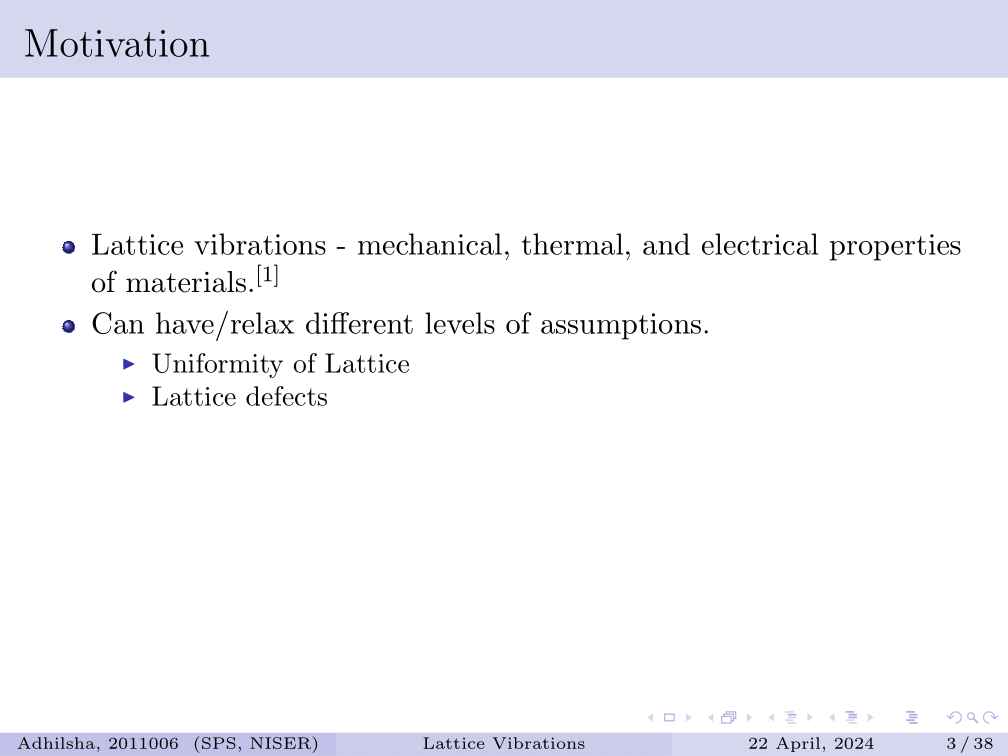 Motivation
Lattice vibrations - mechanical, thermal, and electrical properties
of materials.[1]
Can have/relax different levels of assumptions.
Uniformity of Lattice
Lattice defects
Adhilsha, 2011006 (SPS, NISER) Lattice Vibrations 22 April, 2024 3 / 38